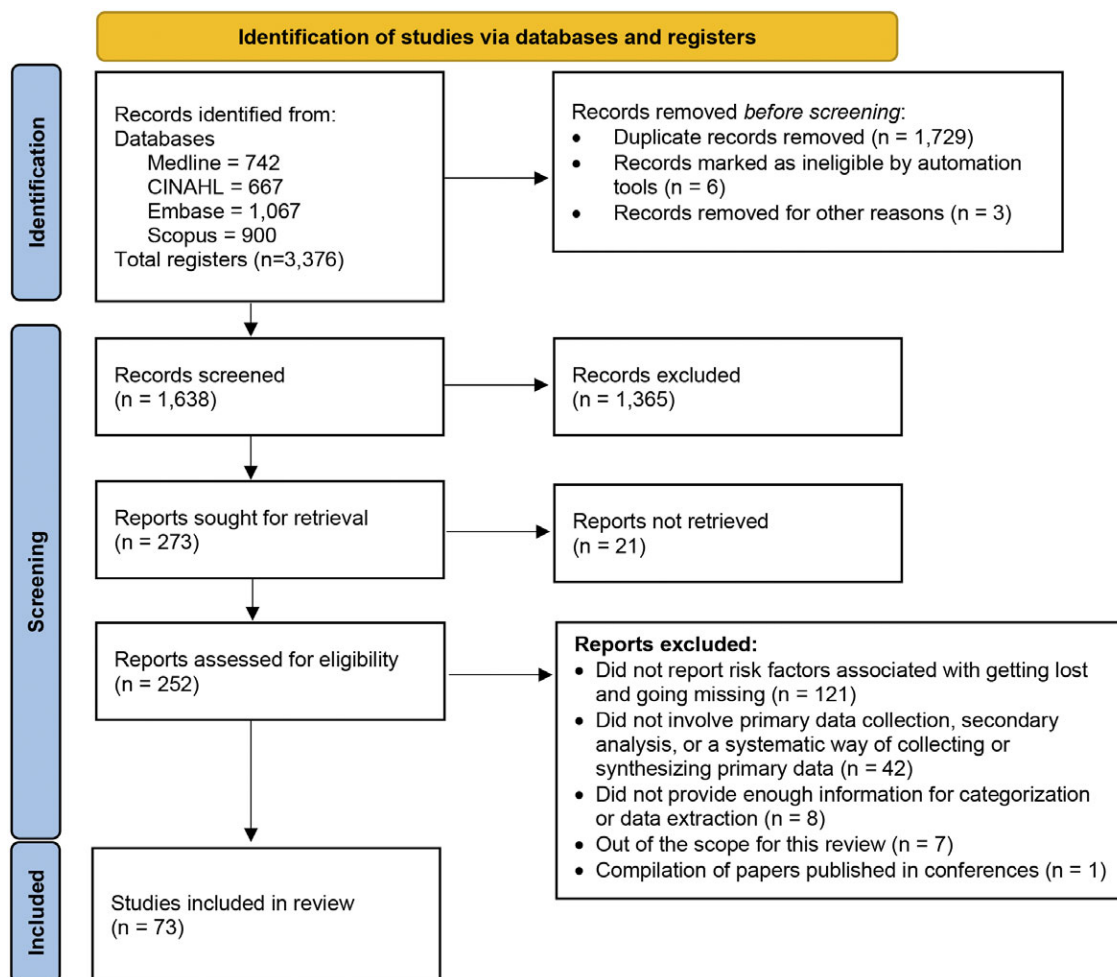 Identification of studies via databases and registers
Identification
Records identified from:
Databases
Medline = 742
CINAHL = 667
Embase = 1,067
Scopus = 900
Total registers (n=3,376)
Records removed before screening:
• Duplicate records removed (n = 1,729)
• Records marked as ineligible by automation
tools (n = 6)
• Records removed for other reasons (n = 3)
Screening
Records screened
(n = 1,638)
Records excluded
(n = 1,365)
Reports sought for retrieval
(n = 273)
Reports not retrieved
(n = 21)
Reports assessed for eligibility
(n = 252)
Reports excluded:
• Did not report risk factors associated with getting lost
and going missing (n = 121)
• Did not involve primary data collection, secondary
analysis, or a systematic way of collecting or
synthesizing primary data (n = 42)
• Did not provide enough information for categorization
or data extraction (n = 8)
• Out of the scope for this review (n = 7)
• Compilation of papers published in conferences (n = 1)
Included
Studies included in review
(n = 73)